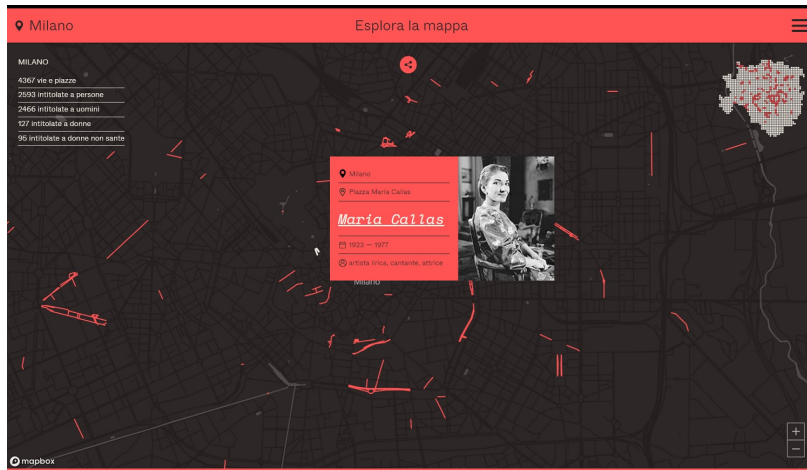 Milano
Esplora la mappa
MILANO
4367 vie e piazze
2593 intitolate a persone
2466 intitolate a uomini
127 intitolate a donne
95 intitolate a donne non sante
Milano
Piazza Maria Callas
Maria Callas
1923 — 1977
artista lirica, cantante, attrice
Milano
mapbox